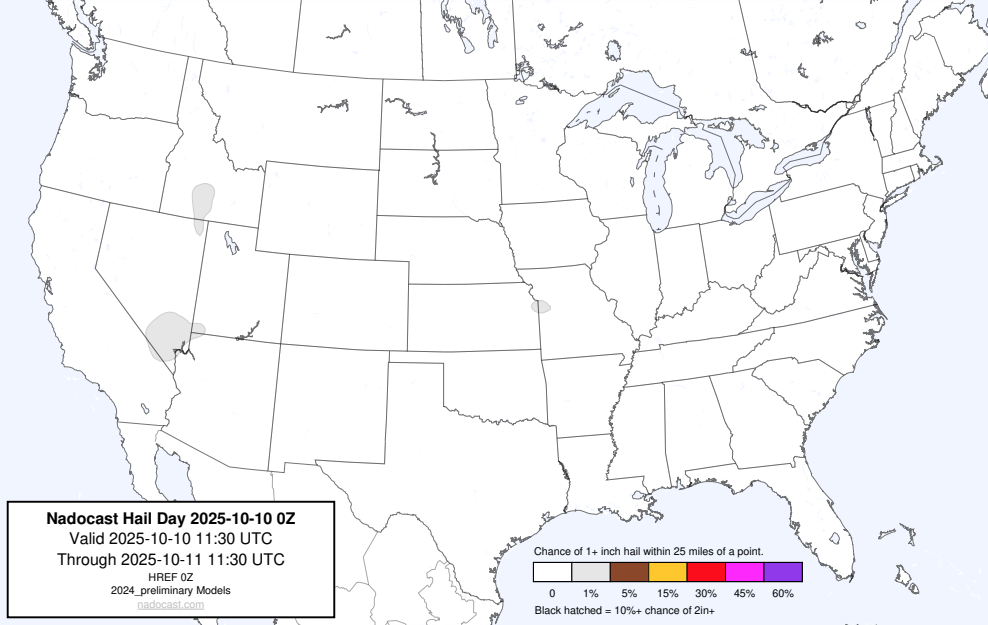 Nadocast Hail Day 2025-10-10 0Z
Valid 2025-10-10 11:30 UTC
Through 2025-10-11 11:30 UTC
HREF 0Z
2024_preliminary Models
nadocast.com
Chance of 1+ inch hail within 25 miles of a point.
0 1% 5% 15% 30% 45% 60%
Black hatched = 10%+ chance of 2in+